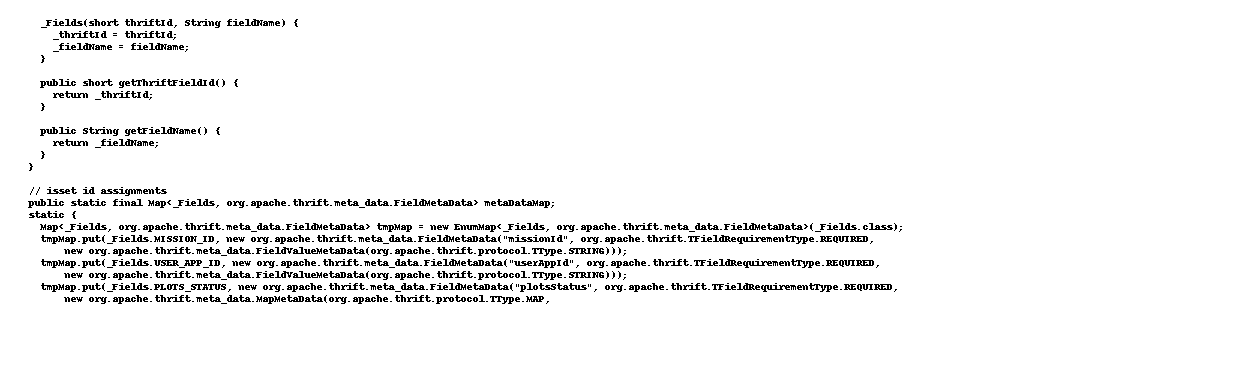 _Fields(short thriftId, String fieldName) {
_thriftId = thriftId;
_fieldName = fieldName;
}
public short getThriftFieldId() {
return _thriftId;
}
public String getFieldName() {
return _fieldName;
}
}
// isset id assignments
public static final Map<_Fields, org.apache.thrift.meta_data.FieldMetaData> metaDataMap;
static {
Map<_Fields, org.apache.thrift.meta_data.FieldMetaData> tmpMap = new EnumMap<_Fields, org.apache.thrift.meta_data.FieldMetaData>(_Fields.class);
tmpMap.put(_Fields.MISSION_ID, new org.apache.thrift.meta_data.FieldMetaData("missionId", org.apache.thrift.TFieldRequirementType.REQUIRED,
new org.apache.thrift.meta_data.FieldValueMetaData(org.apache.thrift.protocol.TType.STRING)));
tmpMap.put(_Fields.USER_APP_ID, new org.apache.thrift.meta_data.FieldMetaData("userAppId", org.apache.thrift.TFieldRequirementType.REQUIRED,
new org.apache.thrift.meta_data.FieldValueMetaData(org.apache.thrift.protocol.TType.STRING)));
tmpMap.put(_Fields.PLOTS_STATUS, new org.apache.thrift.meta_data.FieldMetaData("plotsStatus", org.apache.thrift.TFieldRequirementType.REQUIRED,
new org.apache.thrift.meta_data.MapMetaData(org.apache.thrift.protocol.TType.MAP,